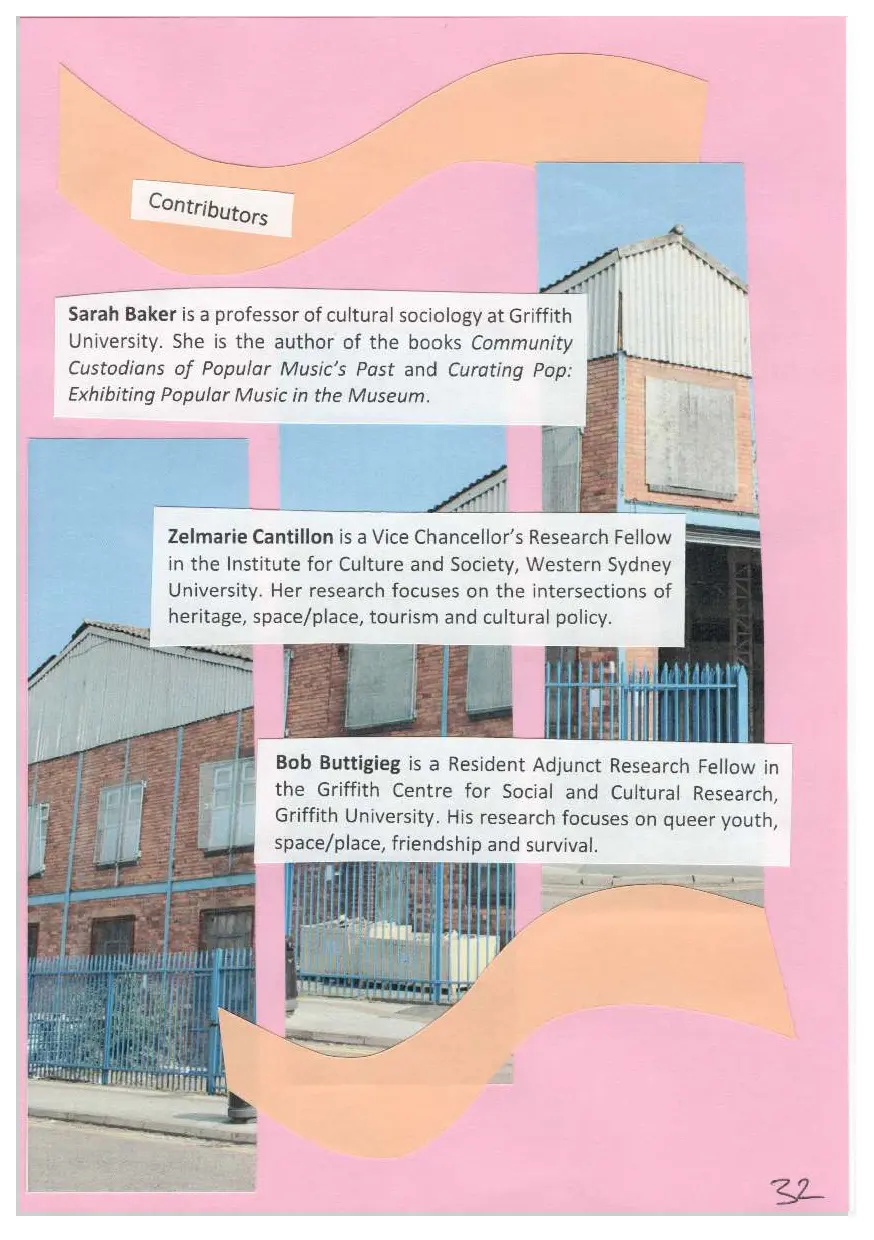 Contributors
Sarah Baker is a professor of cultural sociology at Griffith
University. She is the author of the books Community
Custodians of Popular Music's Past and Curating Pop:
Exhibiting Popular Music in the Museum.
Zelmarie Cantillon is a Vice Chancellor's Research Fellow
in the Institute for Culture and Society, Western Sydney
University. Her research focuses on the intersections of
heritage, space/place, tourism and cultural policy.
Bob Buttigieg is a Resident Adjunct Research Fellow in
the Griffith Centre for Social and Cultural Research,
Griffith University. His research focuses on queer youth,
space/place, friendship and survival.
32